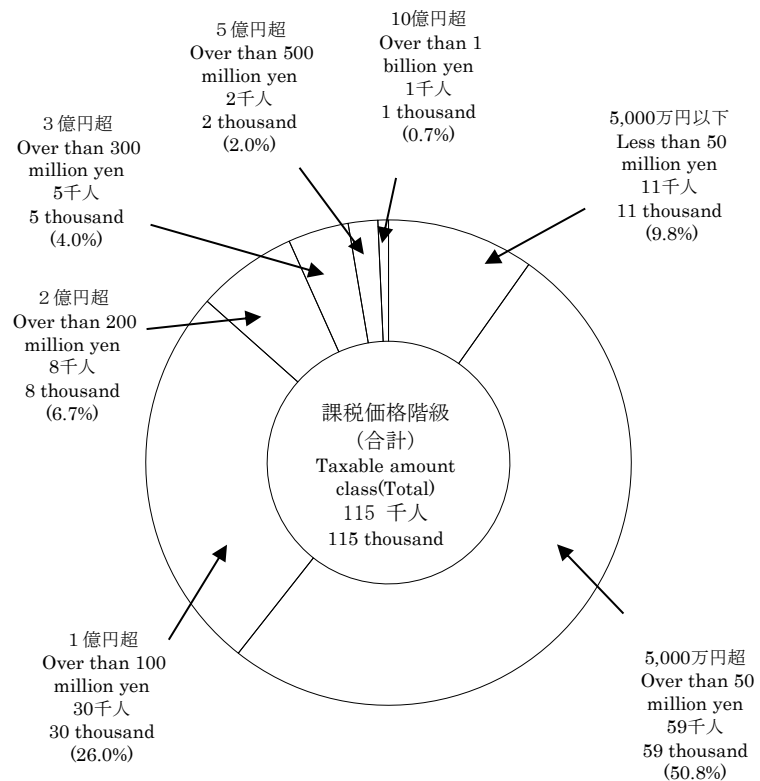 10億円超
Over than 1
billion yen
1千人
1 thousand
(0.7%)
５億円超
Over than 500
million yen
2千人
2 thousand
(2.0%)
5,000万円以下
Less than 50
million yen
11千人
11 thousand
(9.8%)
３億円超
Over than 300
million yen
5千人
5 thousand
(4.0%)
２億円超
Over than 200
million yen
8千人
8 thousand
(6.7%)
課税価格階級
（合計）
Taxable amount
class(Total)
115 千人
115 thousand
１億円超
Over than 100
million yen
30千人
30 thousand
(26.0%)
5,000万円超
Over than 50
million yen
59千人
59 thousand
(50.8%)